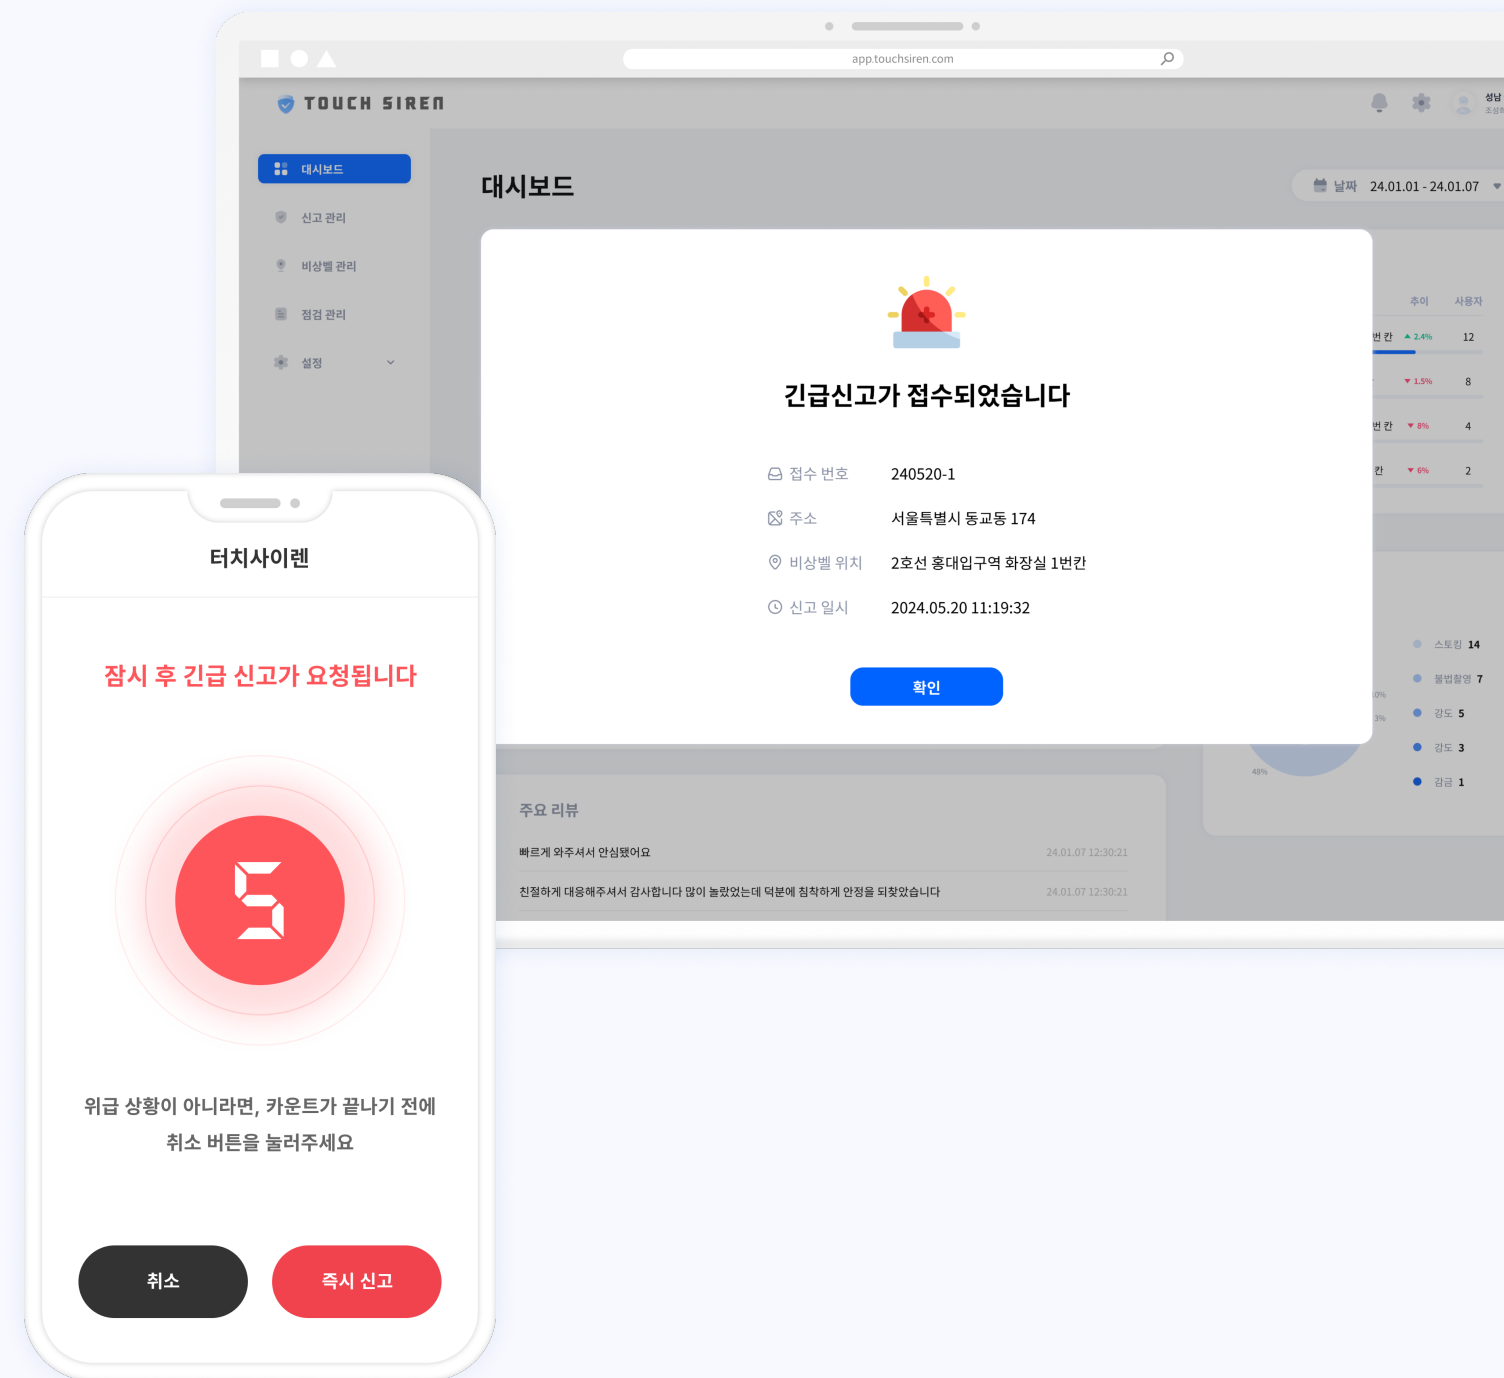 app.touchsiren.com
TOUCH SIREN
성남
대시보드
신고 관리
비상벨 관리
점검 관리
설정
대시보드
날짜 24.01.01 - 24.01.07
긴급신고가 접수되었습니다
접수 번호 240520-1
주소 서울특별시 동교동 174
비상벨 위치 2호선 홍대입구역 화장실 1번칸
신고 일시 2024.05.20 11:19:32
확인
추이 사용자
번 칸 ▲ 2.4% 12
▼ 1.5% 8
번 칸 ▼ 8% 4
칸 ▼ 6% 2
스토킹 14
불법촬영 7
강도 5
강도 3
감금 1
0%
3%
48%
주요 리뷰
빠르게 와주셔서 안심됐어요 24.01.07 12:30:21
친절하게 대응해주셔서 감사합니다 많이 놀랐었는데 덕분에 침착하게 안정을 되찾았습니다 24.01.07 12:30:21
터치사이렌
잠시 후 긴급 신고가 요청됩니다
5
위급 상황이 아니라면, 카운트가 끝나기 전에
취소 버튼을 눌러주세요
취소
즉시 신고